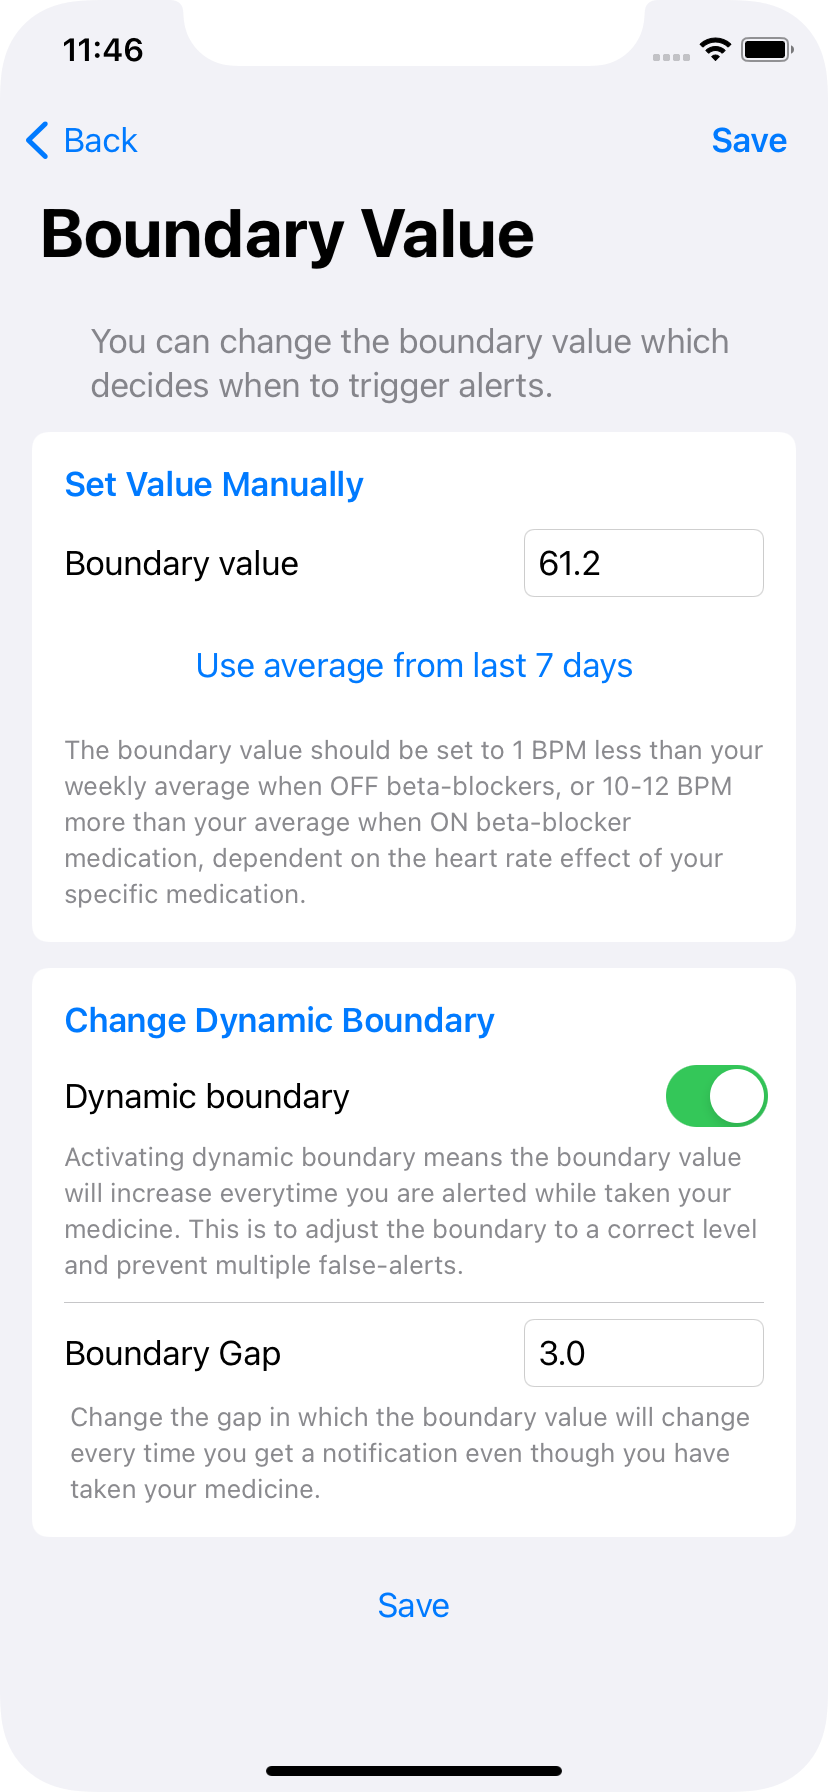 11:46
Back
Save
Boundary Value
You can change the boundary value which
decides when to trigger alerts.
Set Value Manually
Boundary value
61.2
Use average from last 7 days
The boundary value should be set to 1 BPM less than your
weekly average when OFF beta-blockers, or 10-12 BPM
more than your average when ON beta-blocker
medication, dependent on the heart rate effect of your
specific medication.
Change Dynamic Boundary
Dynamic boundary
Activating dynamic boundary means the boundary value
will increase everytime you are alerted while taken your
medicine. This is to adjust the boundary to a correct level
and prevent multiple false-alerts.
Boundary Gap
3.0
Change the gap in which the boundary value will change
every time you get a notification even though you have
taken your medicine.
Save